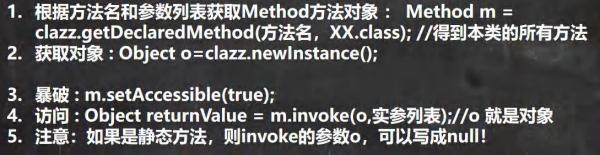 1. 根据方法名和参数列表获取Method方法对象： Method m =
clazz.getDeclaredMethod(方法名，XX.class); //得到本类的所有方法
2. 获取对象 : Object o=clazz.newInstance();
3. 暴破 : m.setAccessible(true);
4. 访问 : Object returnValue = m.invoke(o,实参列表);//o 就是对象
5. 注意：如果是静态方法，则invoke的参数o，可以写成null！